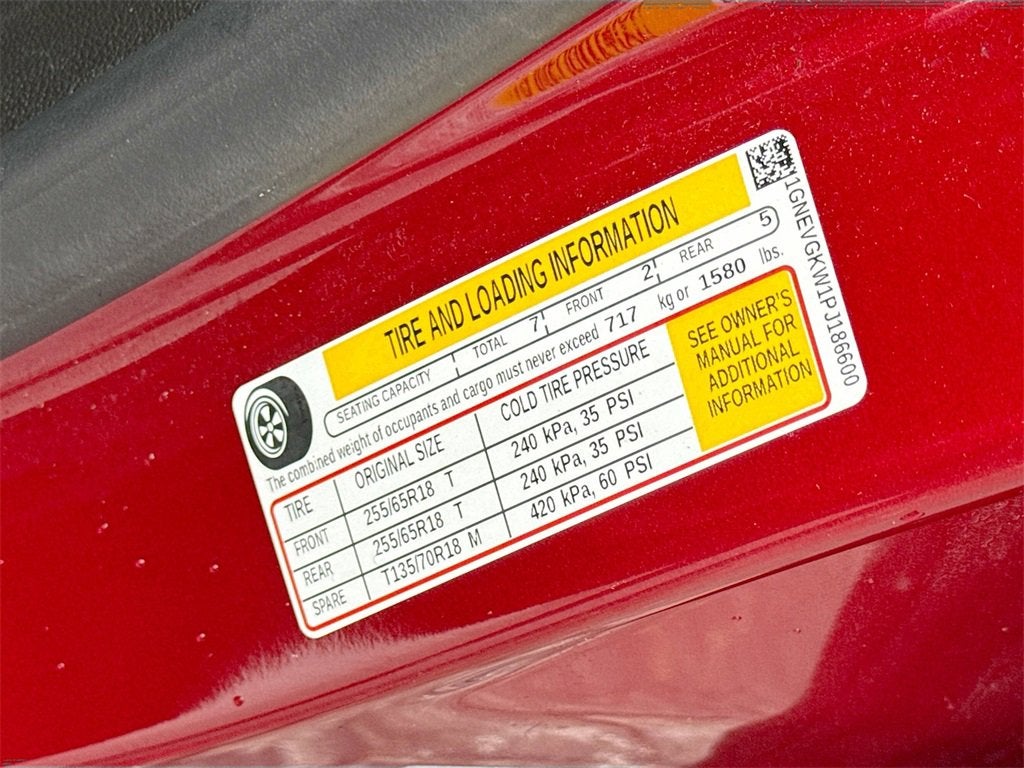 TIRE AND LOADING INFORMATION
SEATING CAPACITY TOTAL 7 FRONT 2 REAR 5
The combined weight of occupants and cargo must never exceed 717 kg or 1580 lbs.
TIRE ORIGINAL SIZE COLD TIRE PRESSURE
FRONT 255/65R18 T 240 kPa, 35 PSI
REAR 255/65R18 T 240 kPa, 35 PSI
SPARE T135/70R18 M 420 kPa, 60 PSI
SEE OWNER'S
MANUAL FOR
ADDITIONAL
INFORMATION
1GNEVGKW1PJ186600